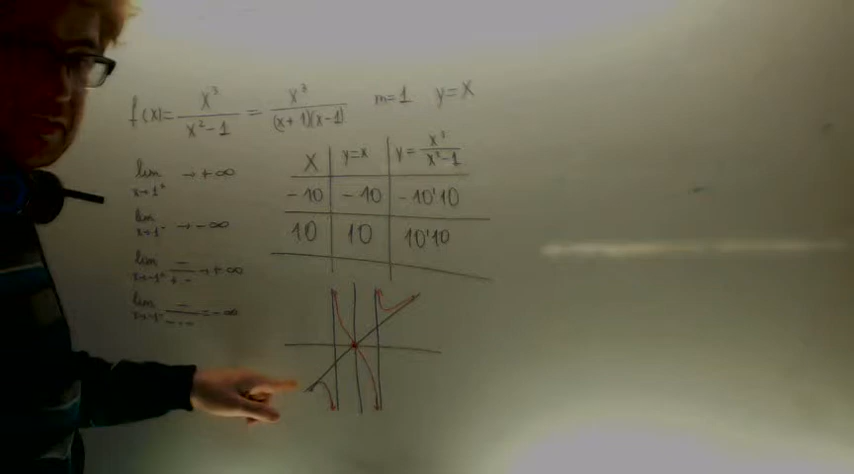 f(x) = x³/(x²-1) = x³/((x+1)(x-1)) m=1 y=x
lim x→1⁺ → +∞
lim x→1⁻ → -∞
lim x→-1⁺ -/(+ -) → +∞
lim x→-1⁻ -/(- -) = -∞
x | y=x | y = x³/(x²-1)
-10 | -10 | -10'10
10 | 10 | 10'10